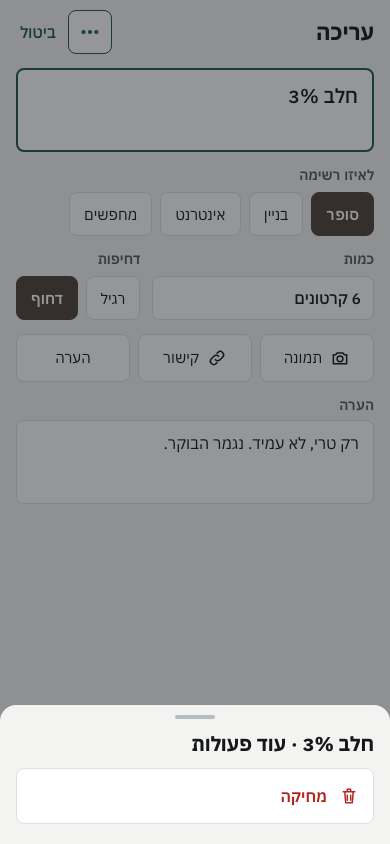 עריכה
ביטול
חלב 3%
לאיזו רשימה
סופר בניין אינטרנט מחפשים
כמות
דחיפות
6 קרטונים
רגיל דחוף
תמונה קישור הערה
הערה
רק טרי, לא עמיד. נגמר הבוקר.
חלב 3% · עוד פעולות
מחיקה